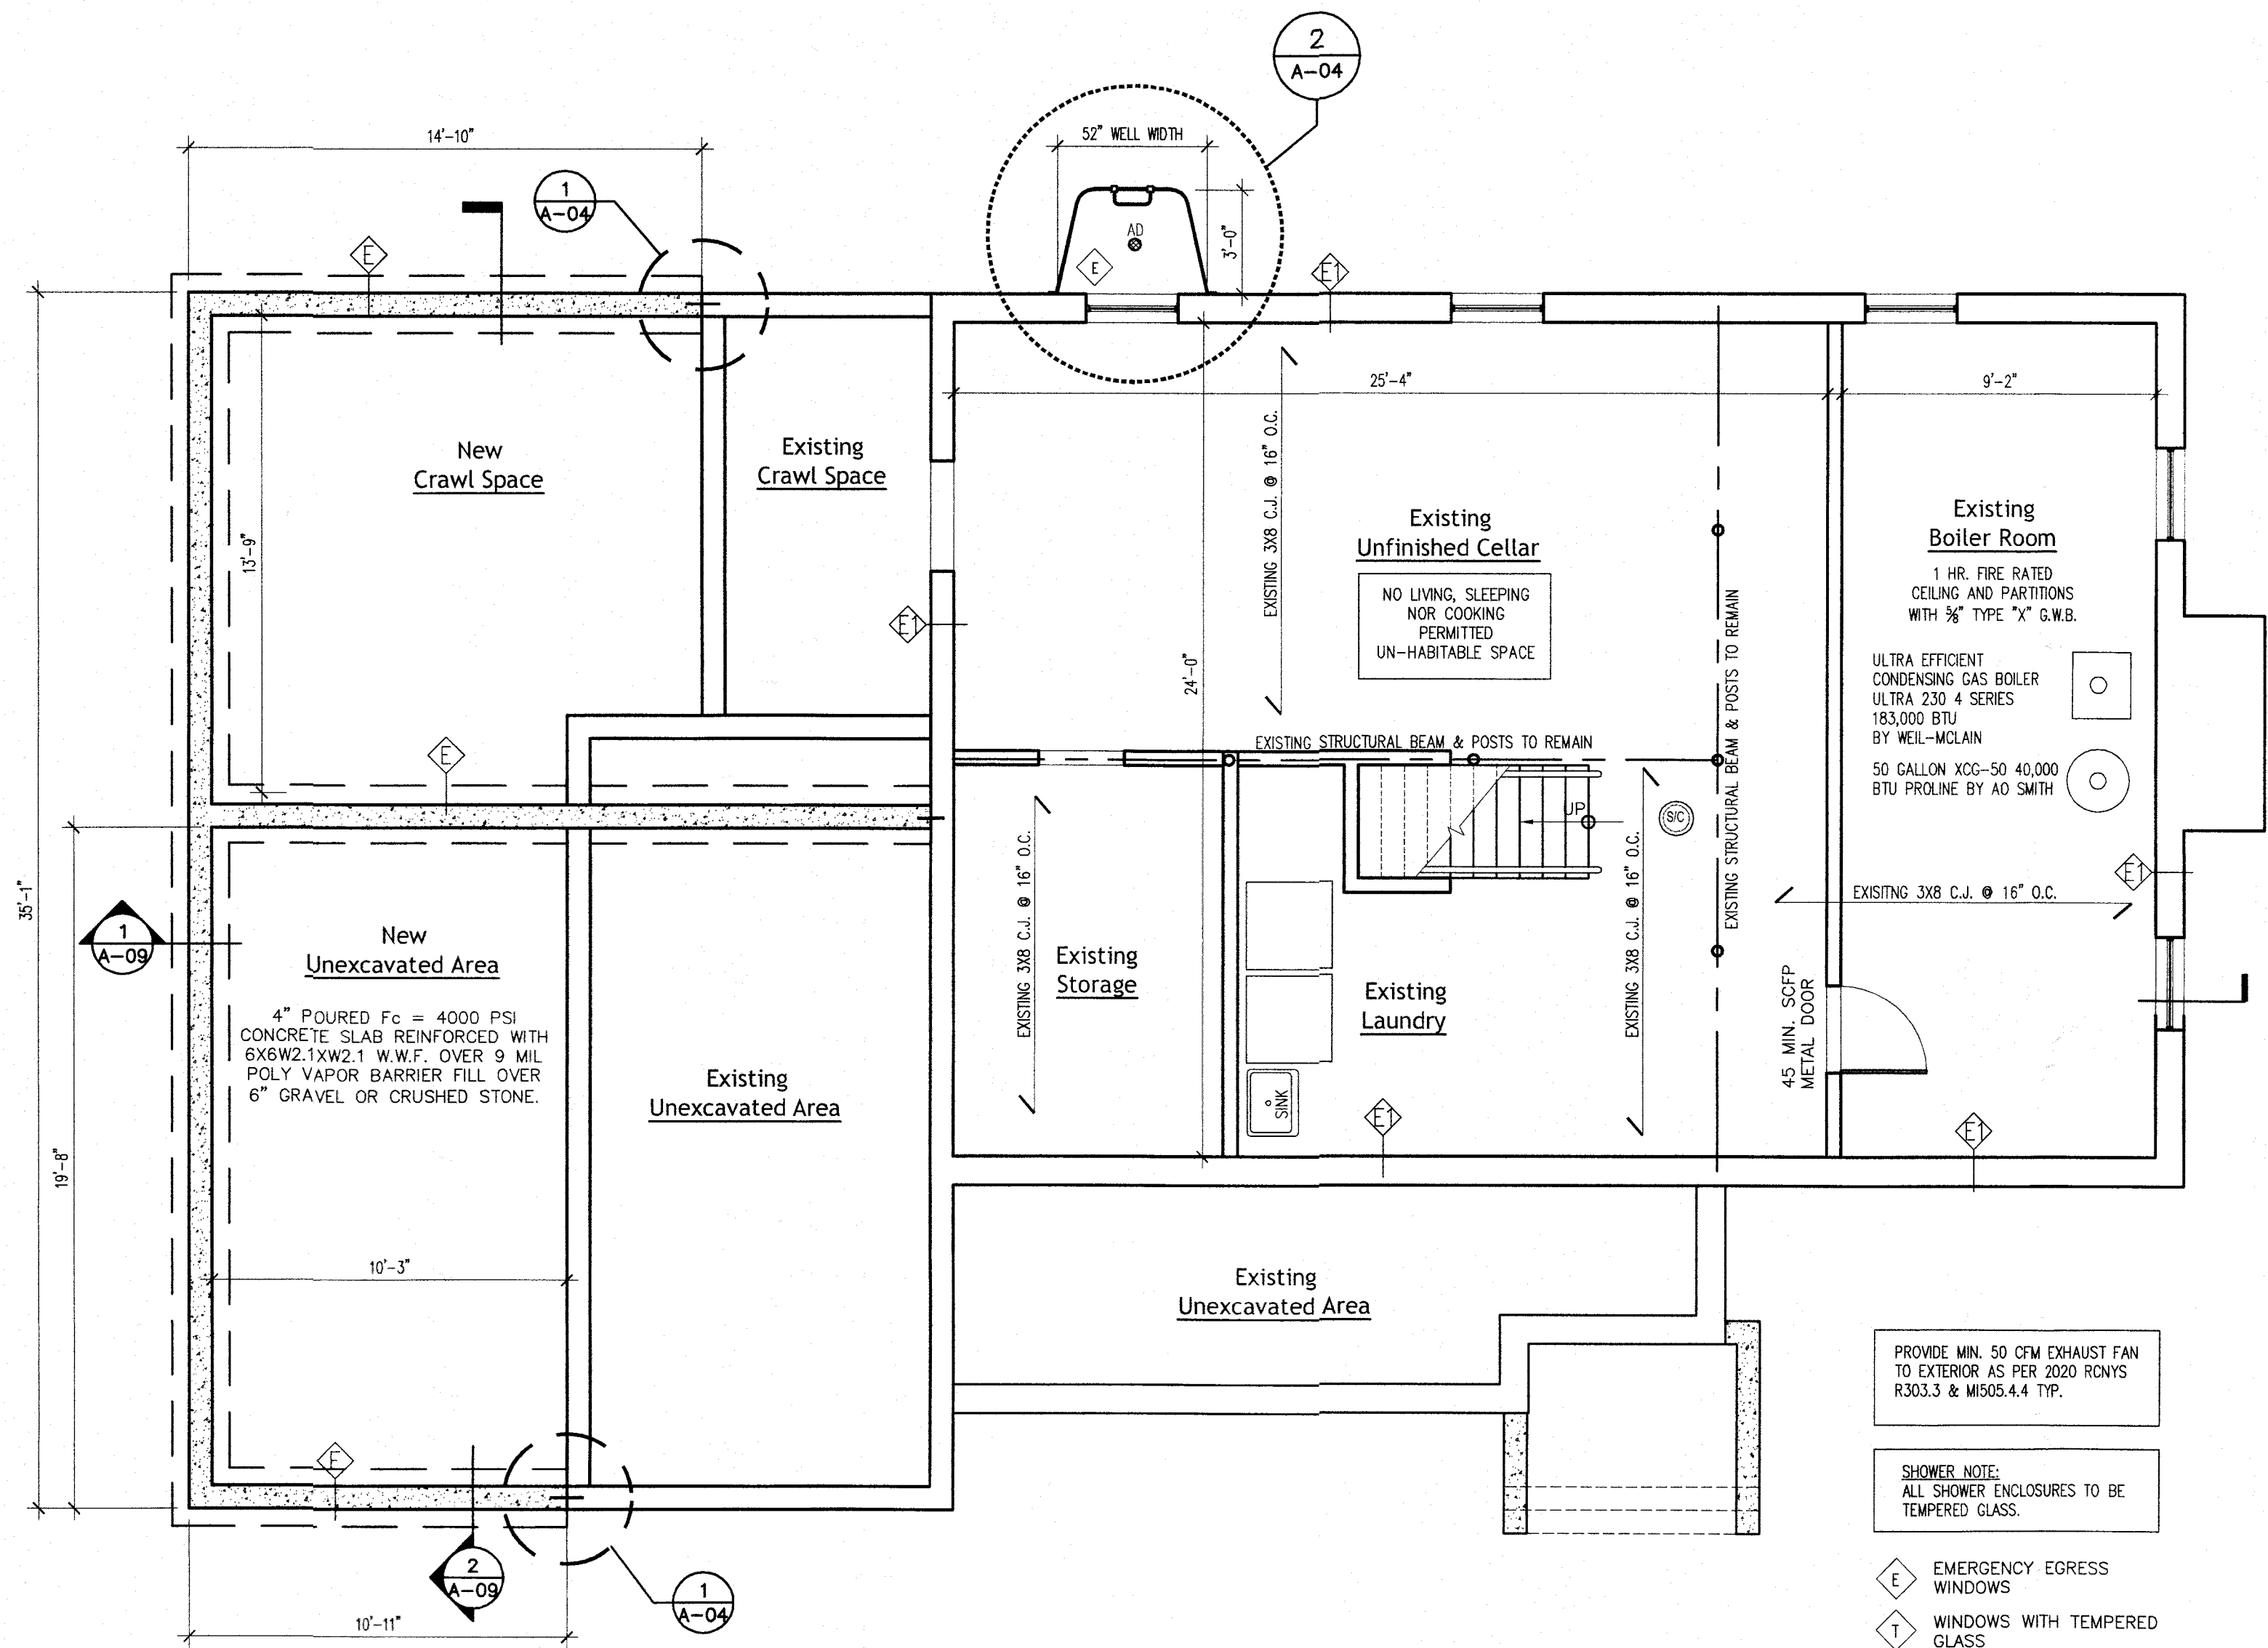 2
A-04
14'-10"
52" WELL WIDTH
1
A-04
AD
3'-0"
E
E
E1
25'-4"
9'-2"
New
Crawl Space
Existing
Crawl Space
13'-9"
EXISTING 3X8 C.J. @ 16" O.C.
Existing
Unfinished Cellar
NO LIVING, SLEEPING
NOR COOKING
PERMITTED
UN-HABITABLE SPACE
Existing
Boiler Room
1 HR. FIRE RATED
CEILING AND PARTITIONS
WITH ⅝" TYPE "X" G.W.B.
ULTRA EFFICIENT
CONDENSING GAS BOILER
ULTRA 230 4 SERIES
183,000 BTU
BY WEIL-MCLAIN
50 GALLON XCG-50 40,000
BTU PROLINE BY AO SMITH
E1
24'-0"
EXISTING STRUCTURAL BEAM & POSTS TO REMAIN
EXISTING STRUCTURAL BEAM & POSTS TO REMAIN
E
UP
S/C
35'-1"
19'-8"
1
A-09
New
Unexcavated Area
4" POURED Fc = 4000 PSI
CONCRETE SLAB REINFORCED WITH
6X6W2.1XW2.1 W.W.F. OVER 9 MIL
POLY VAPOR BARRIER FILL OVER
6" GRAVEL OR CRUSHED STONE.
Existing
Unexcavated Area
EXISTING 3X8 C.J. @ 16" O.C.
Existing
Storage
Existing
Laundry
SINK
EXISTING 3X8 C.J. @ 16" O.C.
EXISITNG 3X8 C.J. @ 16" O.C.
E1
45 MIN. SCFP
METAL DOOR
E1
E1
10'-3"
Existing
Unexcavated Area
PROVIDE MIN. 50 CFM EXHAUST FAN
TO EXTERIOR AS PER 2020 RCNYS
R303.3 & M1505.4.4 TYP.
SHOWER NOTE:
ALL SHOWER ENCLOSURES TO BE
TEMPERED GLASS.
E
2
A-09
1
A-04
10'-11"
E
EMERGENCY EGRESS
WINDOWS
T
WINDOWS WITH TEMPERED
GLASS